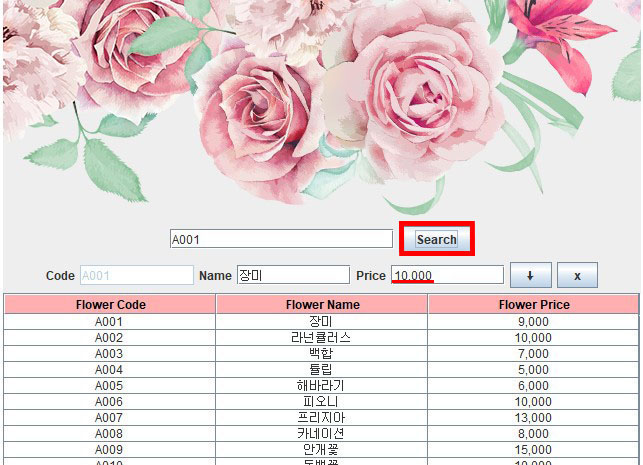 A001 Search
Code A001 Name 장미 Price 10,000 x
Flower Code Flower Name Flower Price
A001 장미 9,000
A002 라넌큘러스 10,000
A003 백합 7,000
A004 튤립 5,000
A005 해바라기 6,000
A006 피오니 10,000
A007 프리지아 13,000
A008 카네이션 8,000
A009 안개꽃 15,000